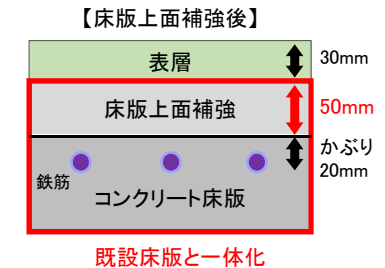 【床版上面補強後】
表層
30mm
床版上面補強
50mm
かぶり
20mm
鉄筋
コンクリート床版
既設床版と一体化